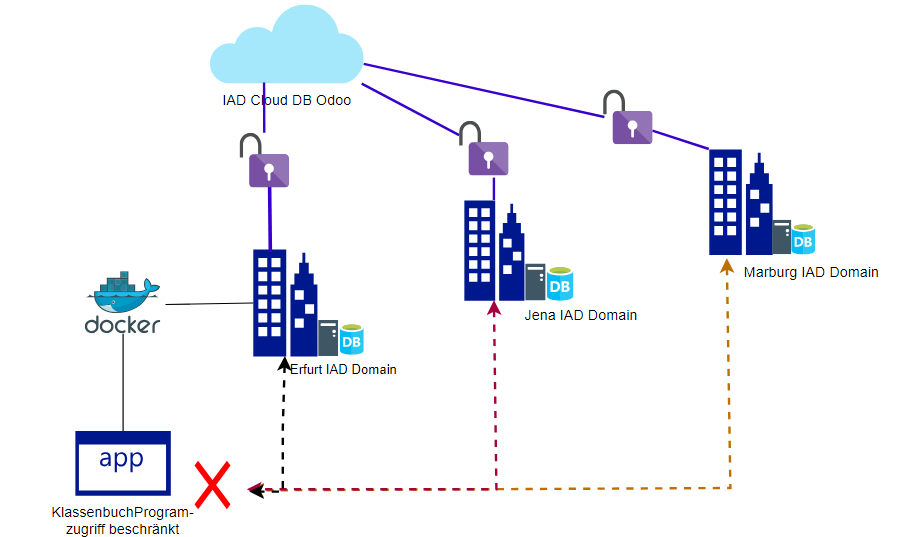 IAD Cloud DB Odoo
DB
Marburg IAD Domain
DB
Jena IAD Domain
docker
DB
Erfurt IAD Domain
app
KlassenbuchProgram-
zugriff beschränkt